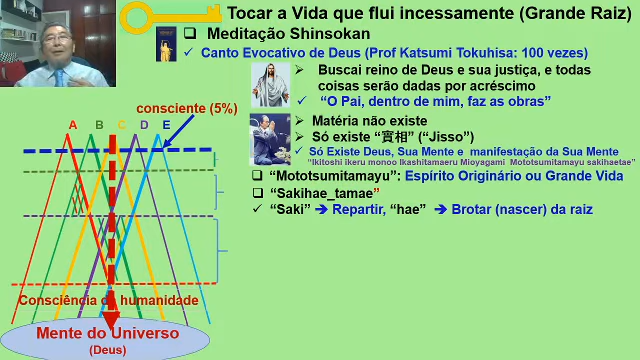 Tocar a Vida que flui incessamente (Grande Raiz)
Meditação Shinsokan
Canto Evocativo de Deus (Prof Katsumi Tokuhisa: 100 vezes)
Buscai reino de Deus e sua justiça, e todas
coisas serão dadas por acréscimo
"O Pai, dentro de mim, faz as obras"
Matéria não existe
Só existe "實相" ("Jisso")
Só Existe Deus, Sua Mente e manifestação da Sua Mente
"Ikitoshi ikeru monoo Ikashitamaeru Mioyagami Mototsumitamayu sakihaetae"
"Mototsumitamayu": Espírito Originário ou Grande Vida
"Sakihae_tamae"
"Saki" ➔ Repartir, "hae" ➔ Brotar (nascer) da raiz
consciente (5%)
A B C D E
Consciência da humanidade
Mente do Universo
(Deus)